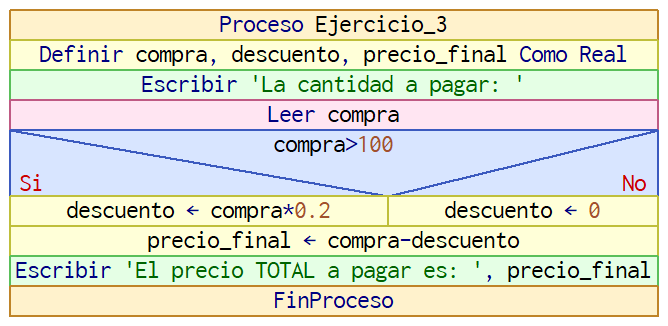 Proceso Ejercicio_3
Definir compra, descuento, precio_final Como Real
Escribir 'La cantidad a pagar: '
Leer compra
compra>100
Si No
descuento ← compra*0.2 descuento ← 0
precio_final ← compra-descuento
Escribir 'El precio TOTAL a pagar es: ', precio_final
FinProceso